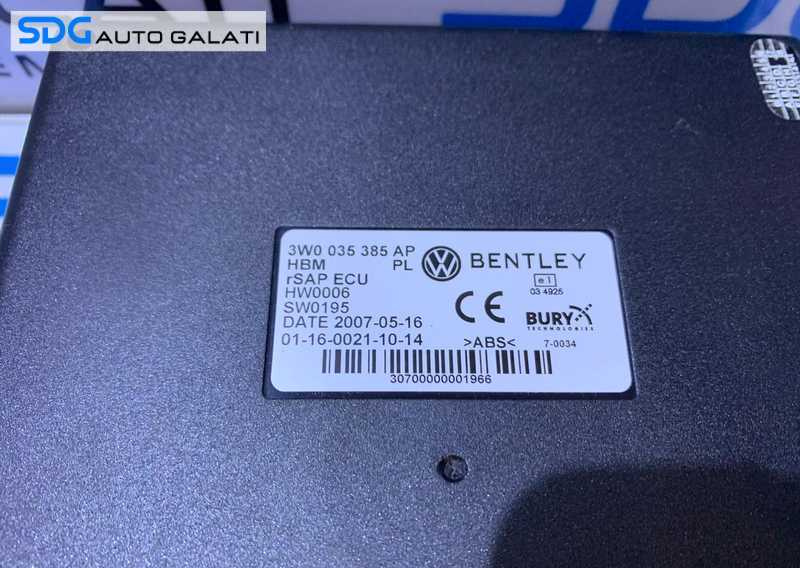 SDG AUTO GALATI
3W0 035 385 AP
HBM PL
rSAP ECU
HW0006
SW0195
DATE 2007-05-16
01-16-0021-10-14
BENTLEY
e1
03 4925
CE
BURY
TECHNOLOGIES
>ABS<
7-0034
30700000001966